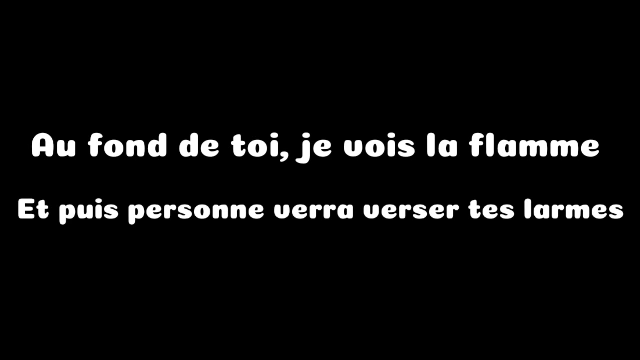 Au fond de toi, je vois la flamme
Et puis personne verra verser tes larmes